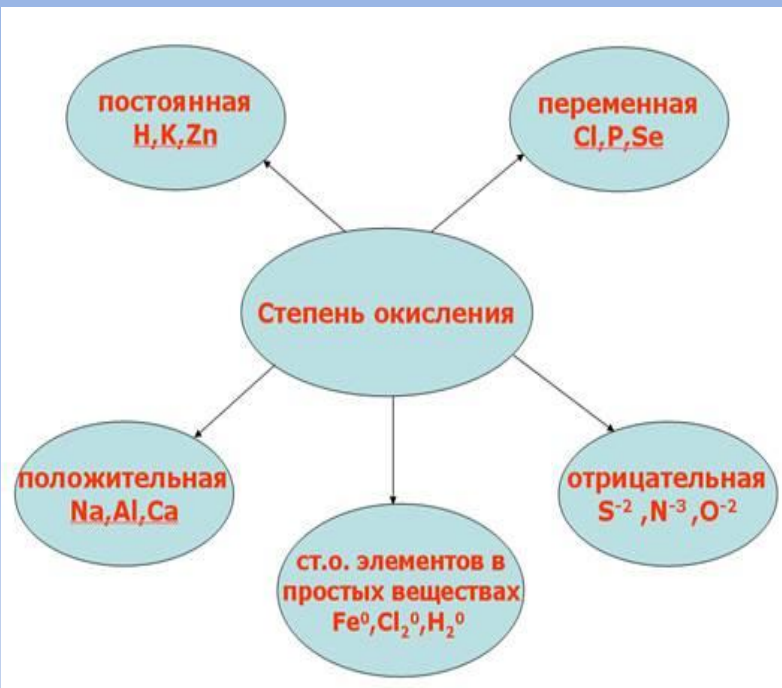 постоянная
H,K,Zn
переменная
Cl,P,Se
Степень окисления
положительная
Na,Al,Ca
отрицательная
S⁻² ,N⁻³ ,O⁻²
ст.о. элементов в
простых веществах
Fe⁰,Cl₂⁰,H₂⁰